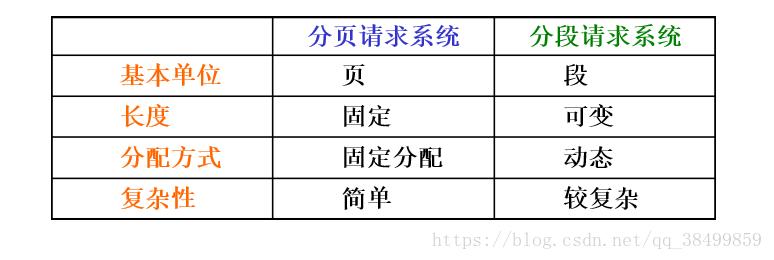 分页请求系统 分段请求系统
基本单位 页 段
长度 固定 可变
分配方式 固定分配 动态
复杂性 简单 较复杂
https://blog.csdn.net/qq_38499859